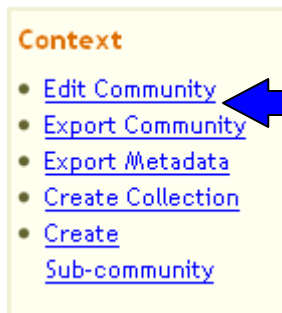 Context
Edit Community
Export Community
Export Metadata
Create Collection
Create
Sub-community